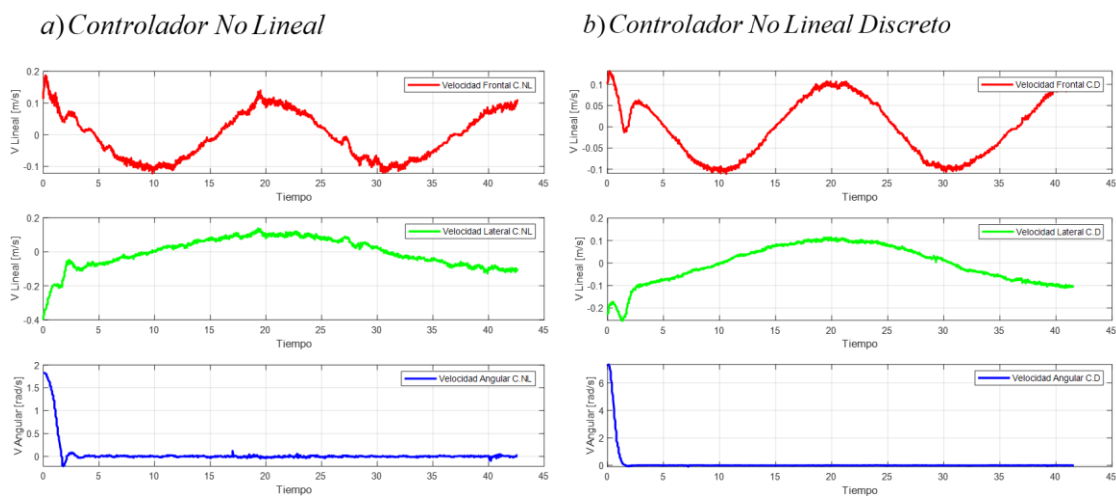 a) Controlador No Lineal
b) Controlador No Lineal Discreto
V Lineal [m/s]
0.2
0.1
0
-0.1
Velocidad Frontal C.NL
0 5 10 15 20 25 30 35 40 45
Tiempo
V Lineal [m/s]
0.1
0.05
0
-0.05
-0.1
Velocidad Frontal C.D
0 5 10 15 20 25 30 35 40 45
Tiempo
V Lineal [m/s]
0.2
0
-0.2
-0.4
Velocidad Lateral C.NL
0 5 10 15 20 25 30 35 40 45
Tiempo
V Lineal [m/s]
0.1
0
-0.1
-0.2
Velocidad Lateral C.D
0 5 10 15 20 25 30 35 40 45
Tiempo
V Angular [rad/s]
2
1.5
1
0.5
0
Velocidad Angular C.NL
0 5 10 15 20 25 30 35 40 45
Tiempo
V Angular [rad/s]
6
4
2
0
Velocidad Angular C.D
0 5 10 15 20 25 30 35 40 45
Tiempo